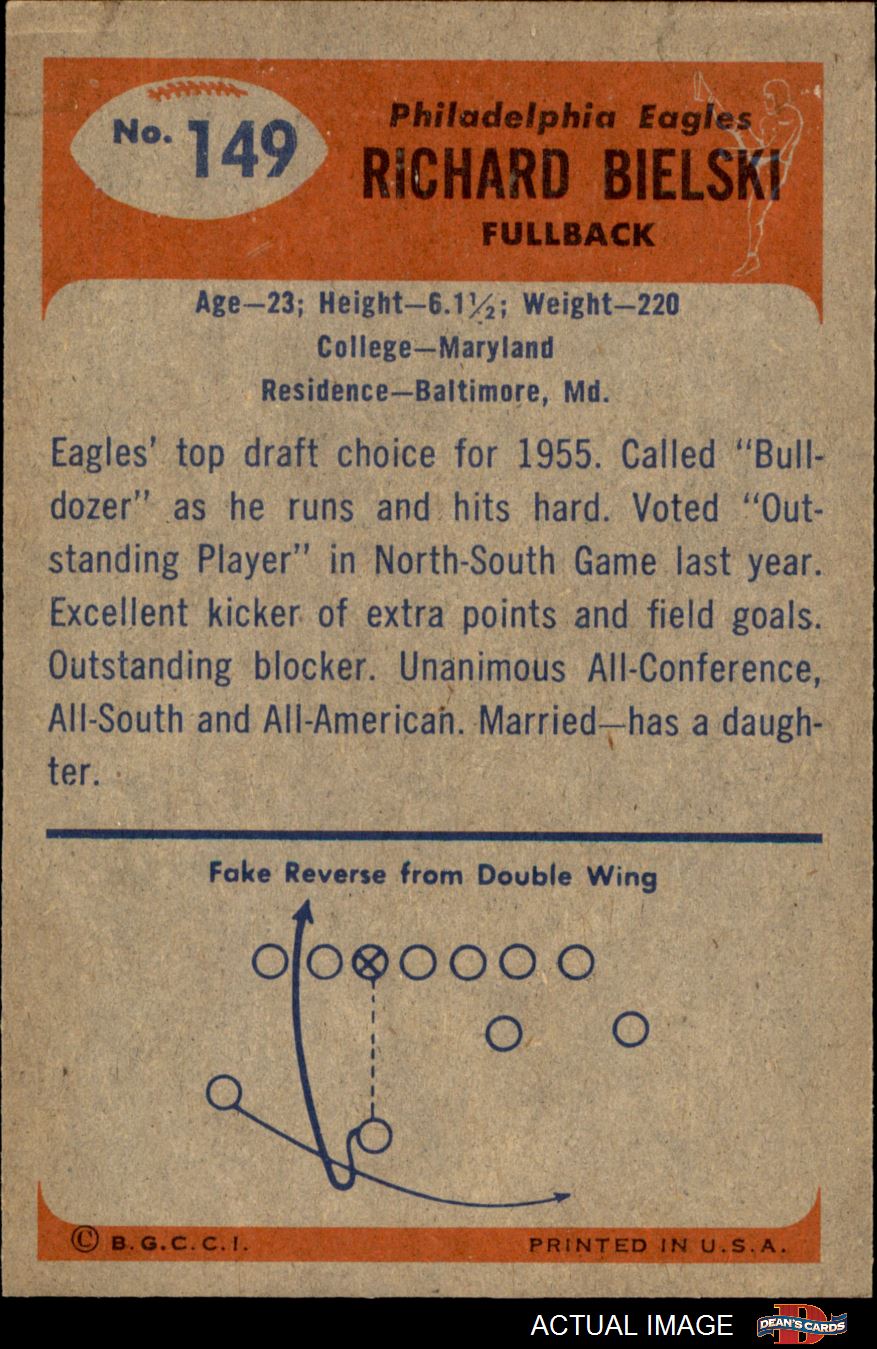 No. 149
Philadelphia Eagles
RICHARD BIELSKI
FULLBACK
Age—23; Height—6.1½; Weight—220
College—Maryland
Residence—Baltimore, Md.
Eagles' top draft choice for 1955. Called "Bull-
dozer" as he runs and hits hard. Voted "Out-
standing Player" in North-South Game last year.
Excellent kicker of extra points and field goals.
Outstanding blocker. Unanimous All-Conference,
All-South and All-American. Married—has a daugh-
ter.
Fake Reverse from Double Wing
© B.G.C.C.I. PRINTED IN U.S.A.
ACTUAL IMAGE D DEAN'S CARDS